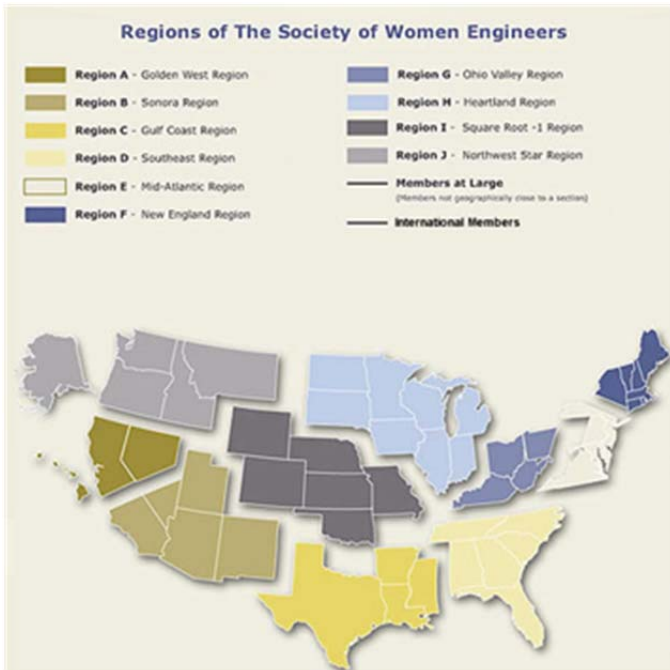 Regions of The Society of Women Engineers
Region A - Golden West Region
Region B - Sonora Region
Region C - Gulf Coast Region
Region D - Southeast Region
Region E - Mid-Atlantic Region
Region F - New England Region
Region G - Ohio Valley Region
Region H - Heartland Region
Region I - Square Root -1 Region
Region J - Northwest Star Region
Members at Large
(Members not geographically close to a section)
International Members